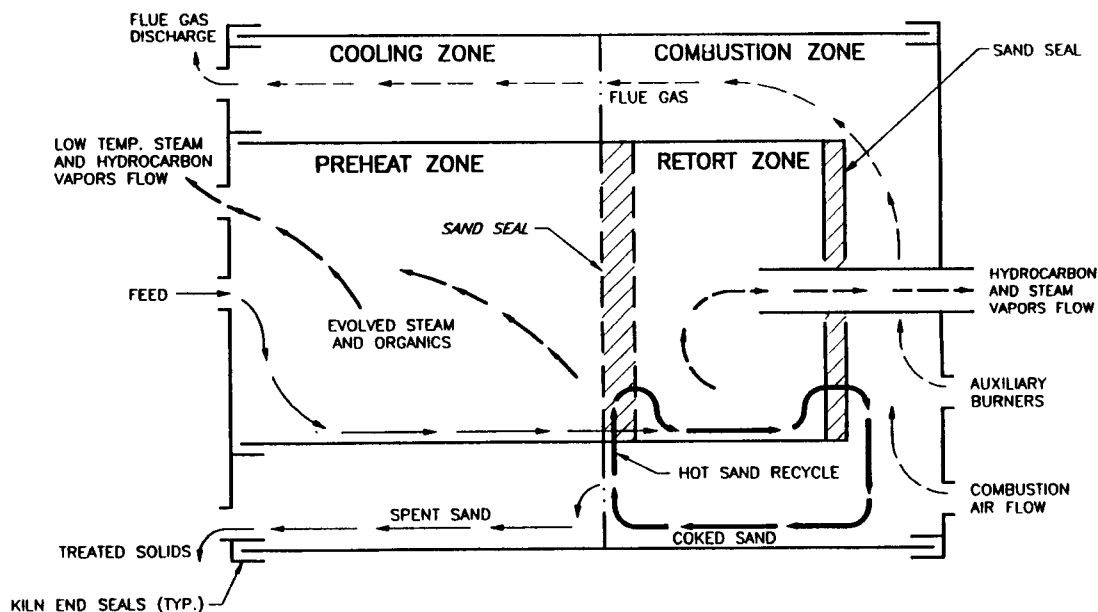 FLUE GAS
DISCHARGE
COOLING ZONE
COMBUSTION ZONE
SAND SEAL
FLUE GAS
LOW TEMP. STEAM
AND HYDROCARBON
VAPORS FLOW
PREHEAT ZONE
RETORT ZONE
SAND SEAL
FEED
HYDROCARBON
AND STEAM
VAPORS FLOW
EVOLVED STEAM
AND ORGANICS
AUXILIARY
BURNERS
HOT SAND RECYCLE
COMBUSTION
AIR FLOW
SPENT SAND
COKED SAND
TREATED SOLIDS
KILN END SEALS (TYP.)